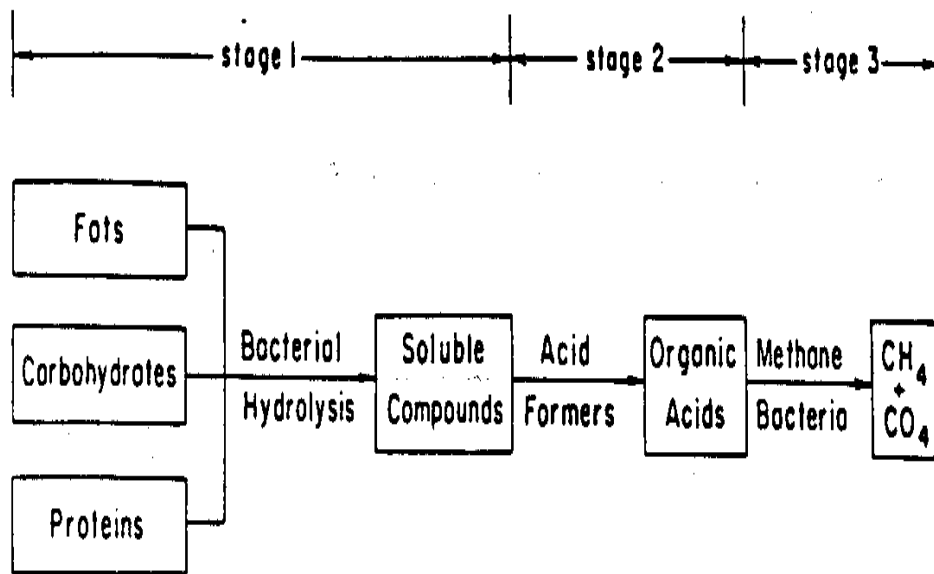 stage 1
stage 2
stage 3
Fats
Carbohydrates
Proteins
Bacterial
Hydrolysis
Soluble
Compounds
Acid
Formers
Organic
Acids
Methane
Bacteria
CH4
+
CO4